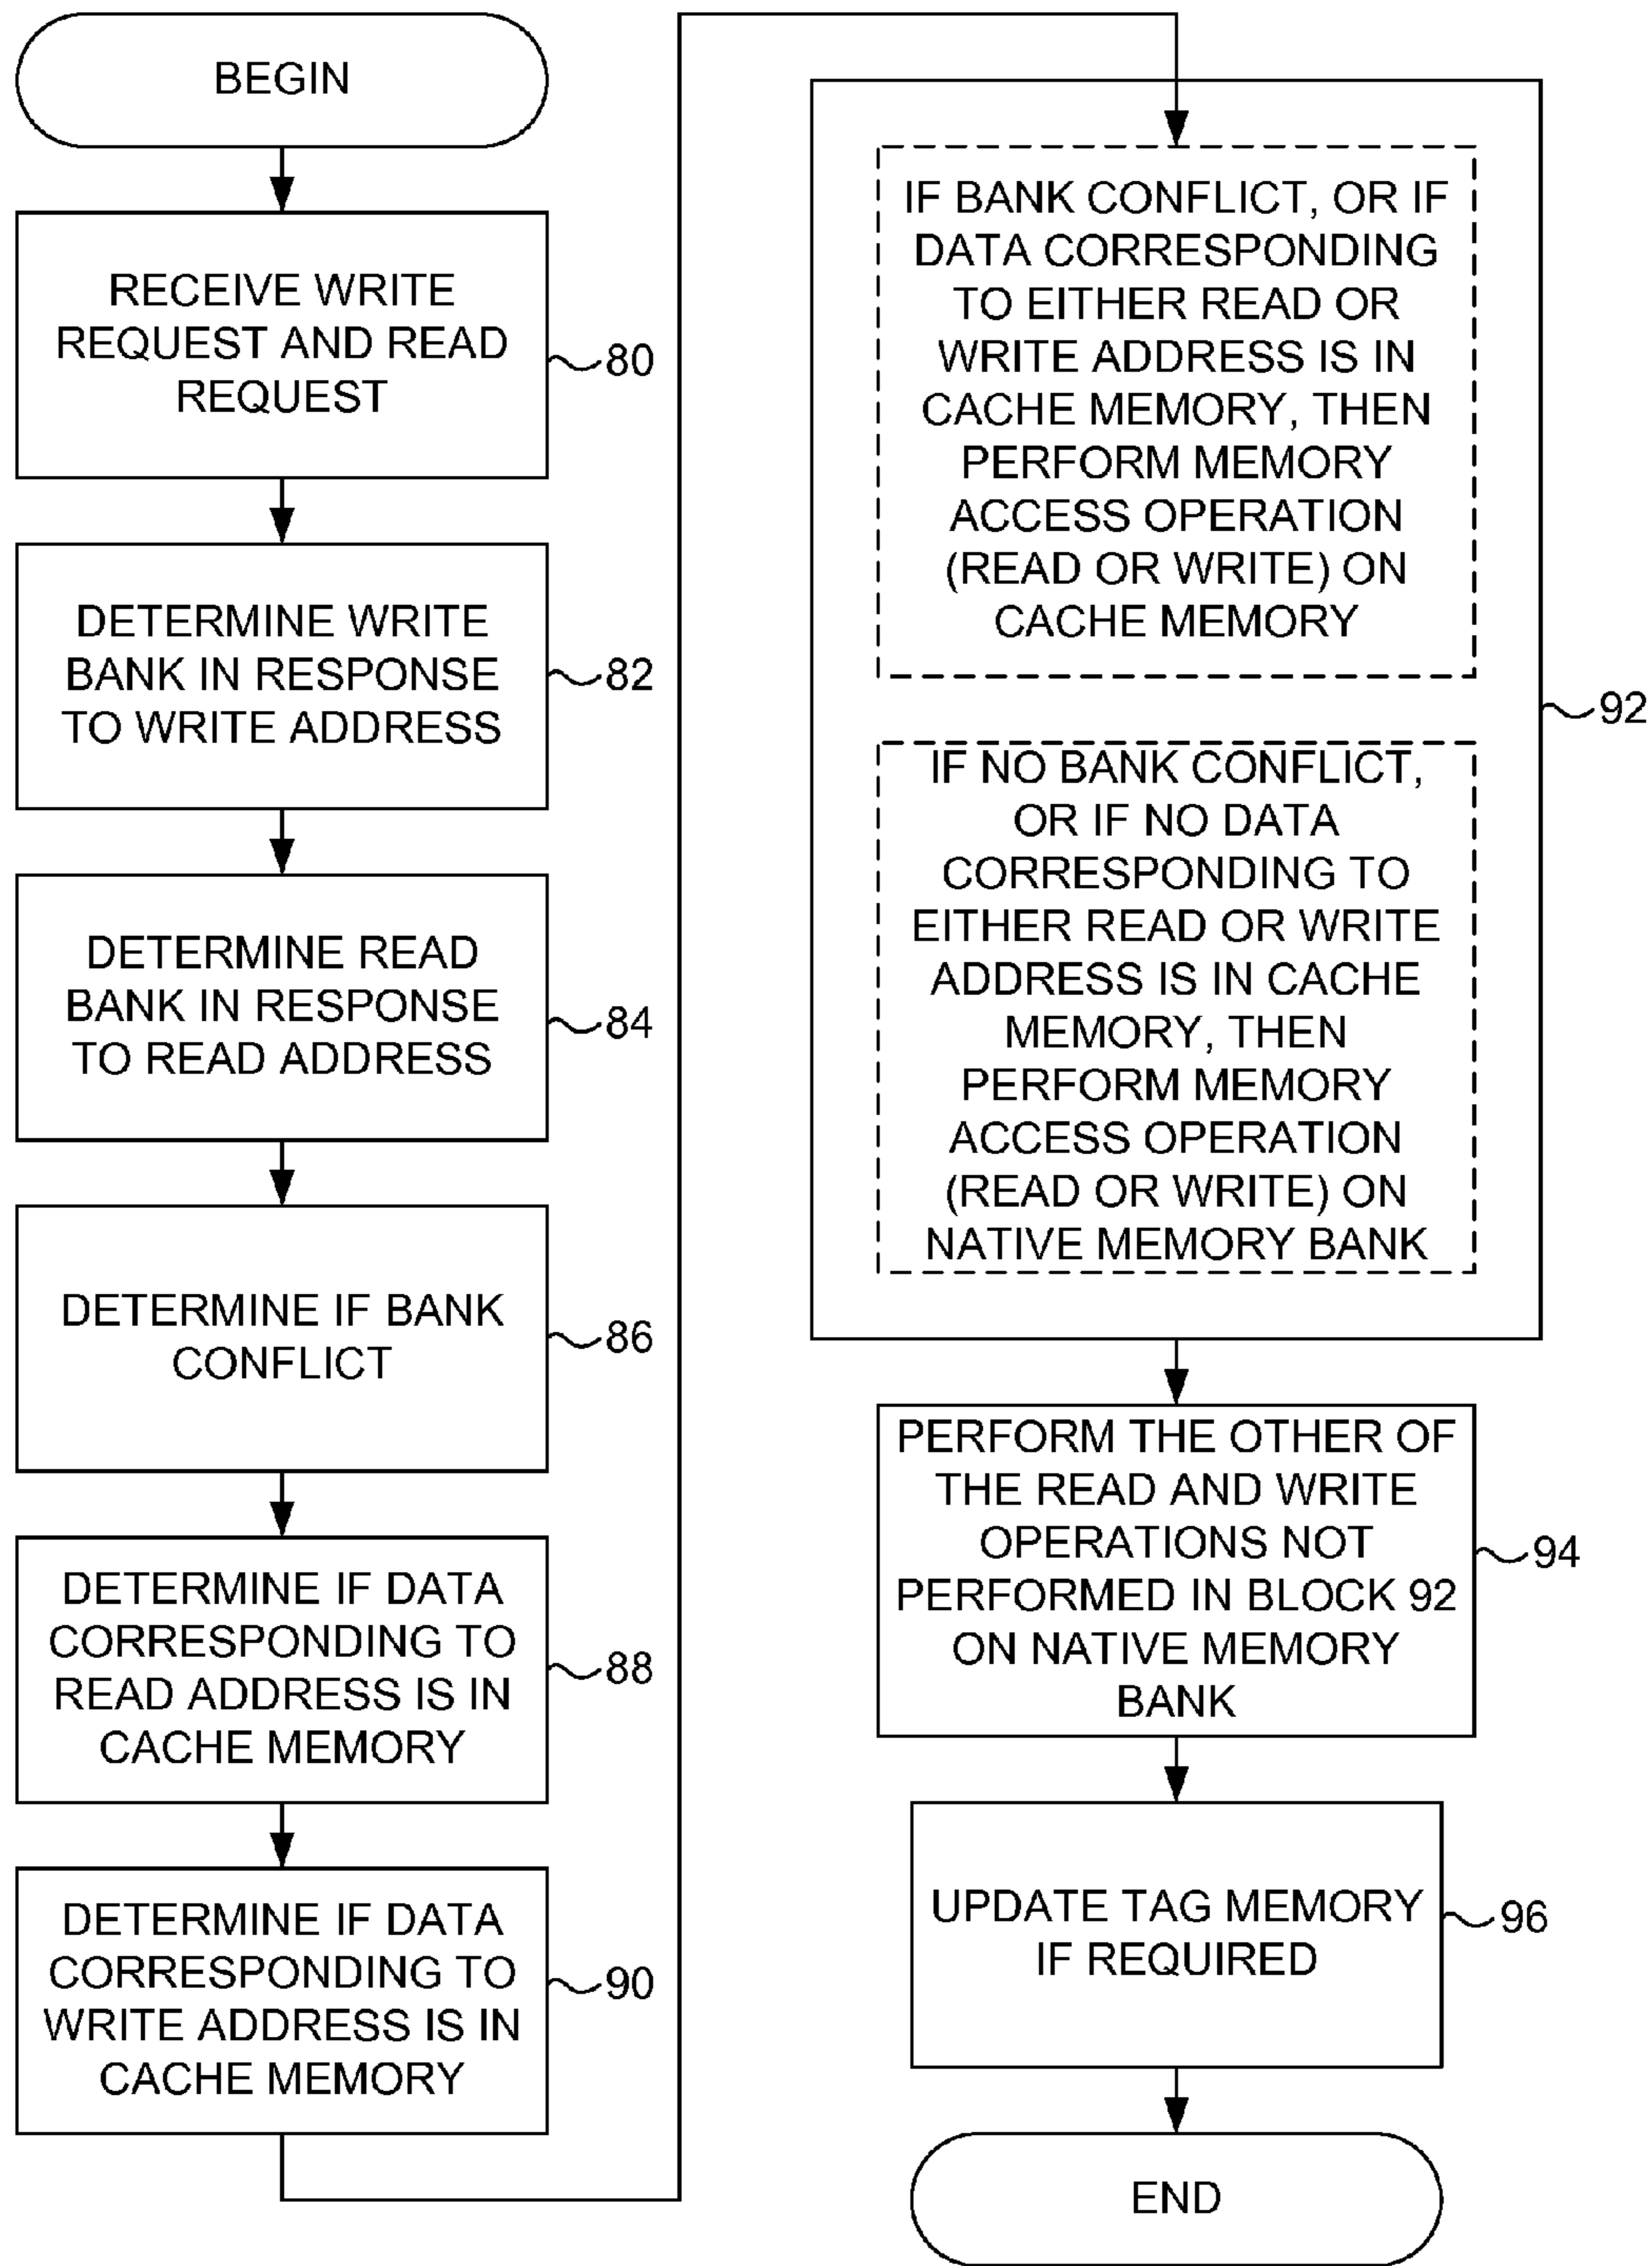 BEGIN
RECEIVE WRITE
REQUEST AND READ
REQUEST
80
DETERMINE WRITE
BANK IN RESPONSE
TO WRITE ADDRESS
82
DETERMINE READ
BANK IN RESPONSE
TO READ ADDRESS
84
DETERMINE IF BANK
CONFLICT
86
DETERMINE IF DATA
CORRESPONDING TO
READ ADDRESS IS IN
CACHE MEMORY
88
DETERMINE IF DATA
CORRESPONDING TO
WRITE ADDRESS IS IN
CACHE MEMORY
90
IF BANK CONFLICT, OR IF
DATA CORRESPONDING
TO EITHER READ OR
WRITE ADDRESS IS IN
CACHE MEMORY, THEN
PERFORM MEMORY
ACCESS OPERATION
(READ OR WRITE) ON
CACHE MEMORY
92
IF NO BANK CONFLICT,
OR IF NO DATA
CORRESPONDING TO
EITHER READ OR WRITE
ADDRESS IS IN CACHE
MEMORY, THEN
PERFORM MEMORY
ACCESS OPERATION
(READ OR WRITE) ON
NATIVE MEMORY BANK
PERFORM THE OTHER OF
THE READ AND WRITE
OPERATIONS NOT
PERFORMED IN BLOCK 92
ON NATIVE MEMORY
BANK
94
UPDATE TAG MEMORY
IF REQUIRED
96
END